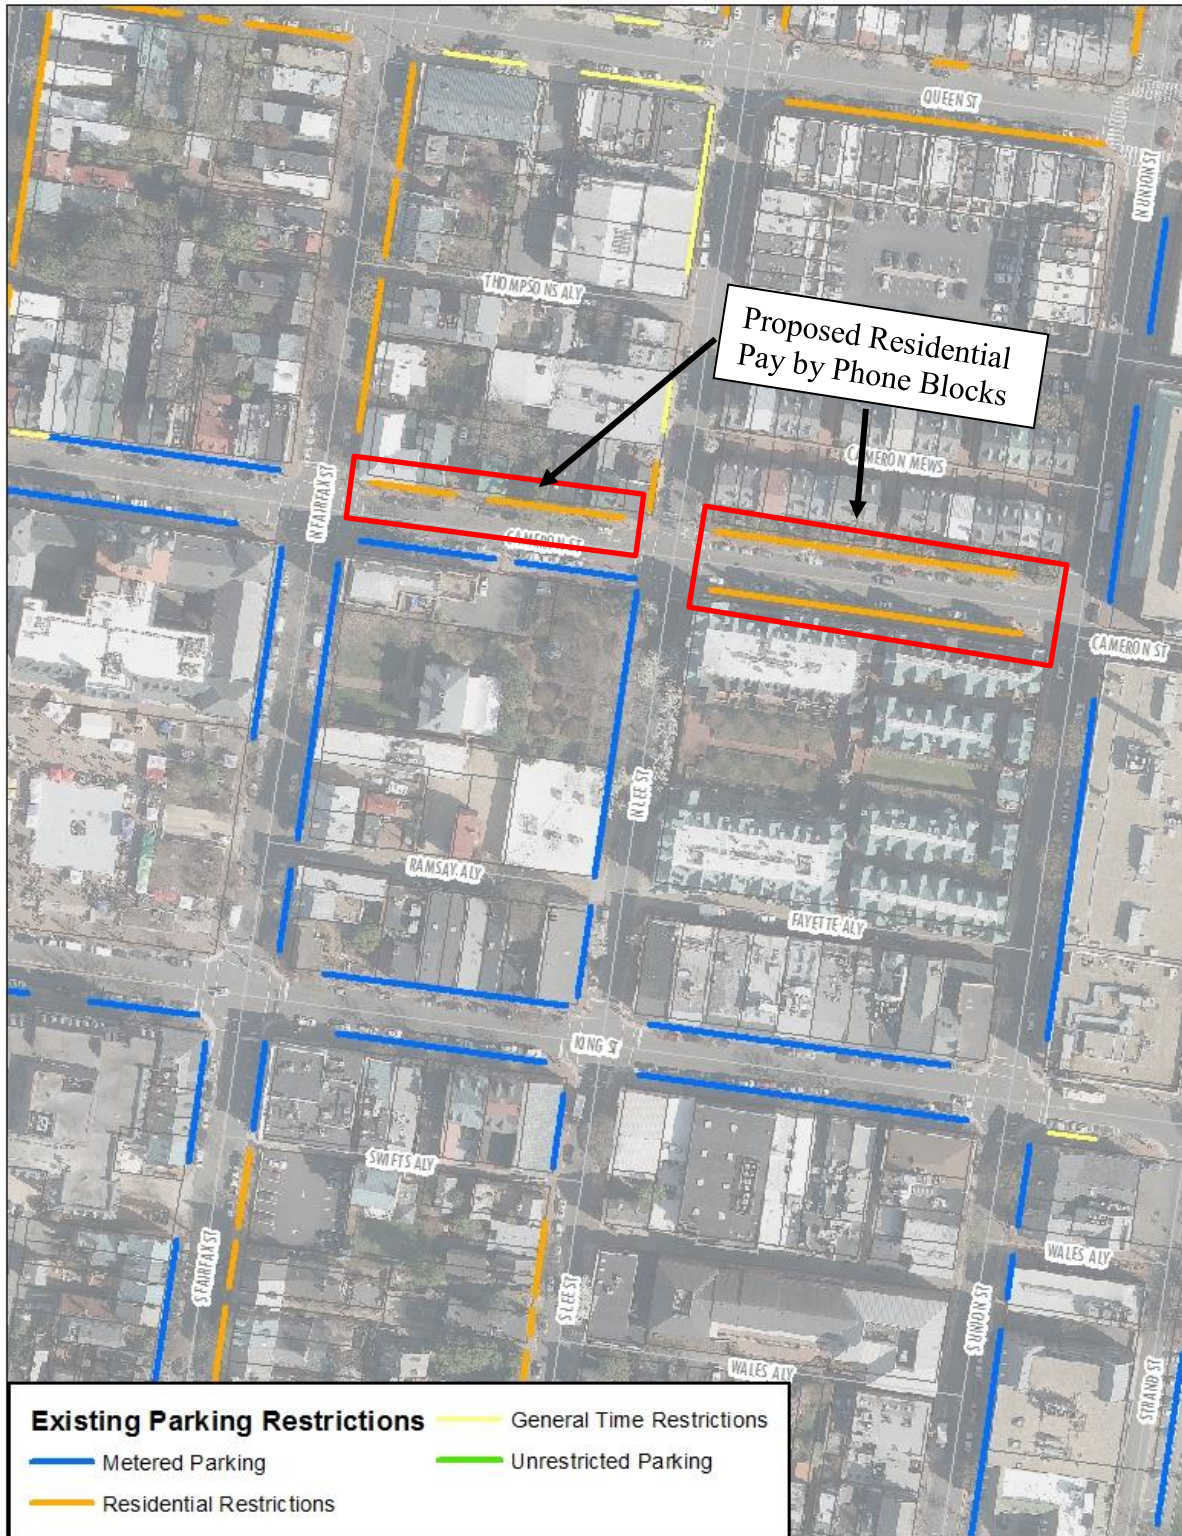 QUEEN ST
N UNION ST
THOMPSONS ALY
Proposed Residential
Pay by Phone Blocks
CAMERON MEWS
N FAIRFAX ST
CAMERON ST
CAMERON ST
N LEE ST
RAMSAY ALY
FAYETTE ALY
KING ST
SWIFTS ALY
S FAIRFAX ST
S LEE ST
WALES ALY
S UNION ST
WALES ALY
STRAND ST
Existing Parking Restrictions
Metered Parking
Residential Restrictions
General Time Restrictions
Unrestricted Parking